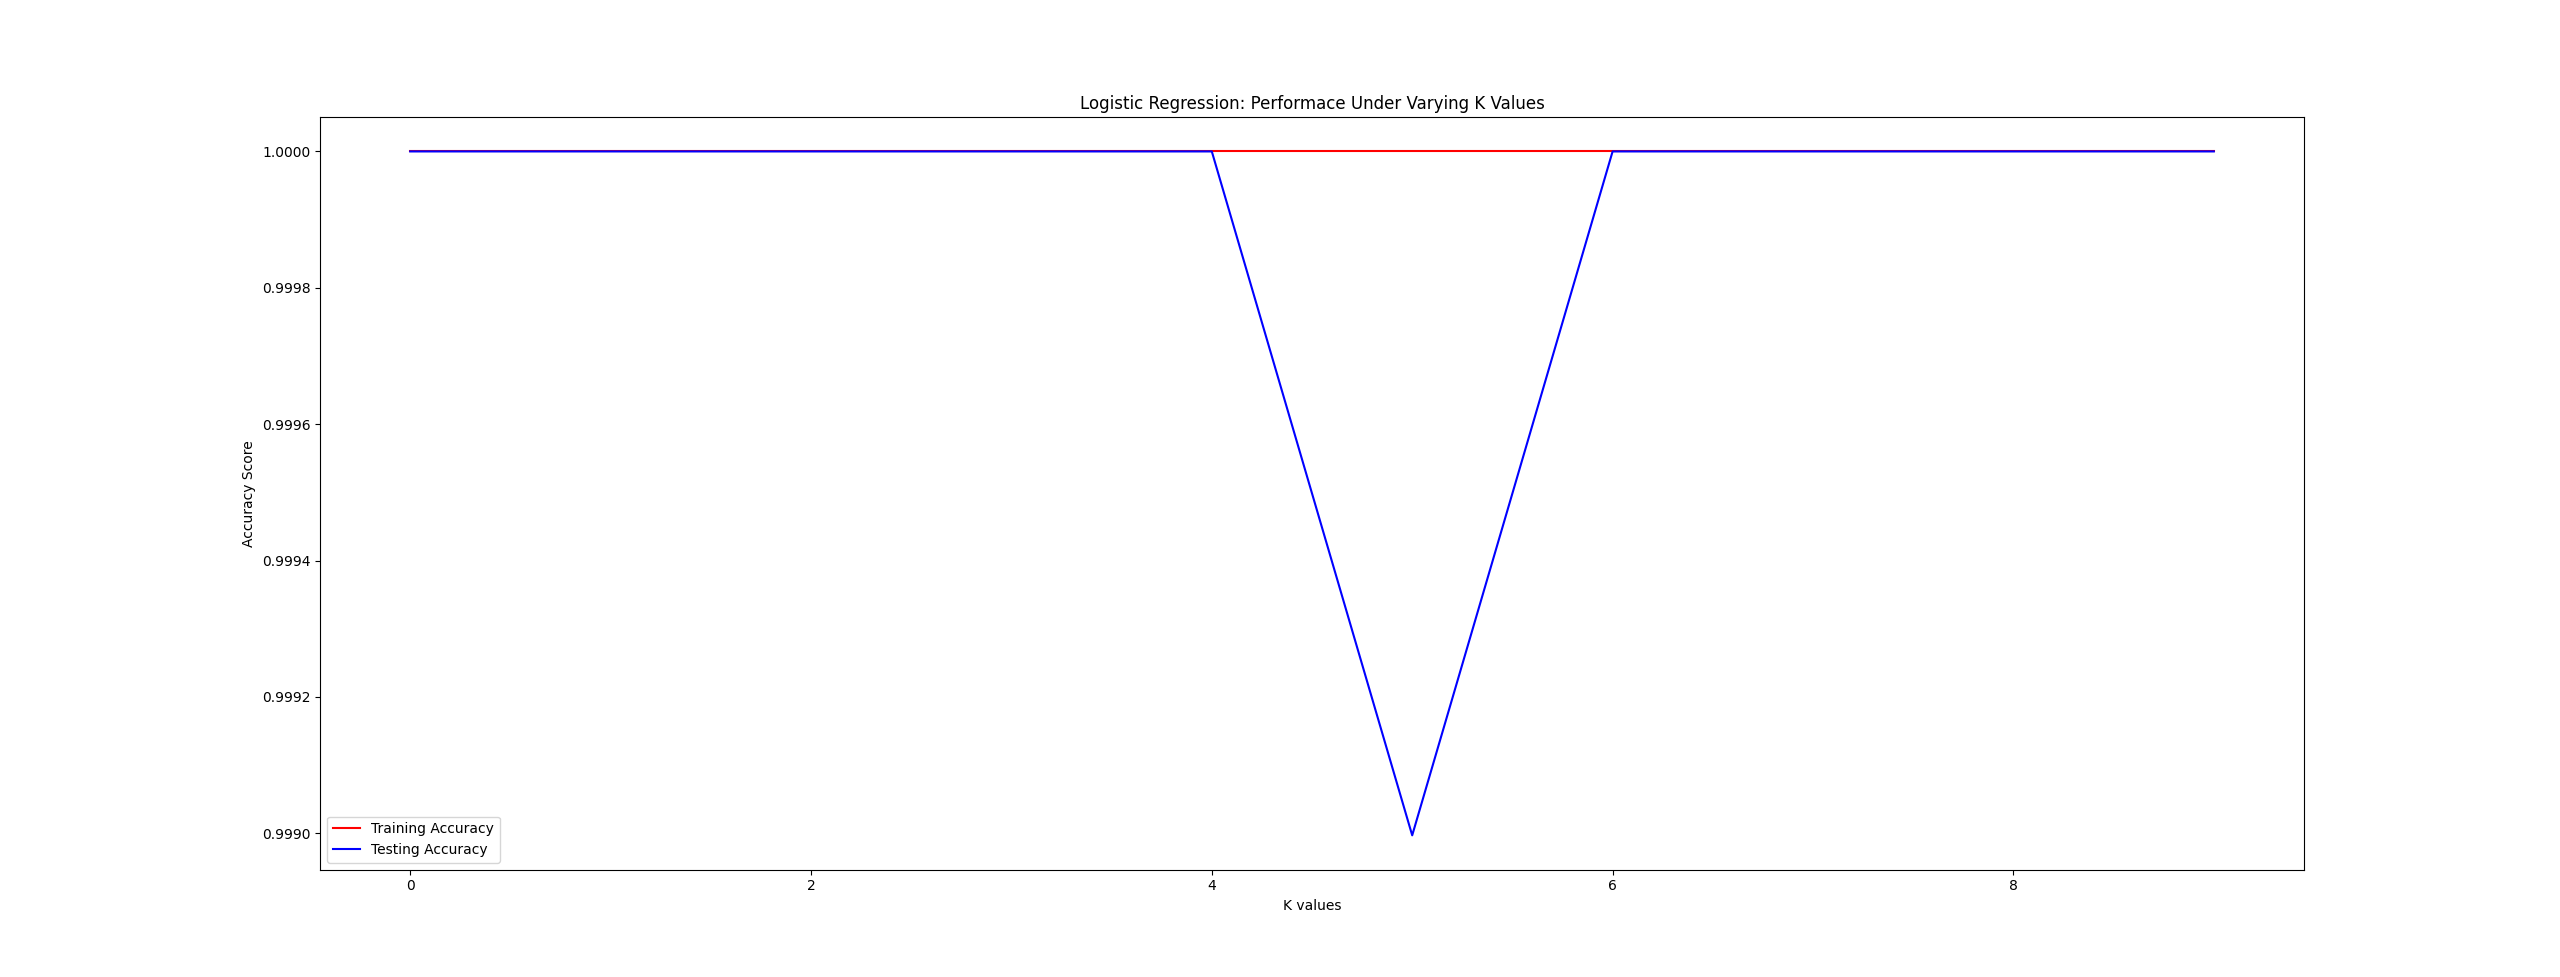 Logistic Regression: Performace Under Varying K Values
1.0000
0.9998
0.9996
0.9994
0.9992
0.9990
Accuracy Score
Training Accuracy
Testing Accuracy
0 2 4 6 8
K values